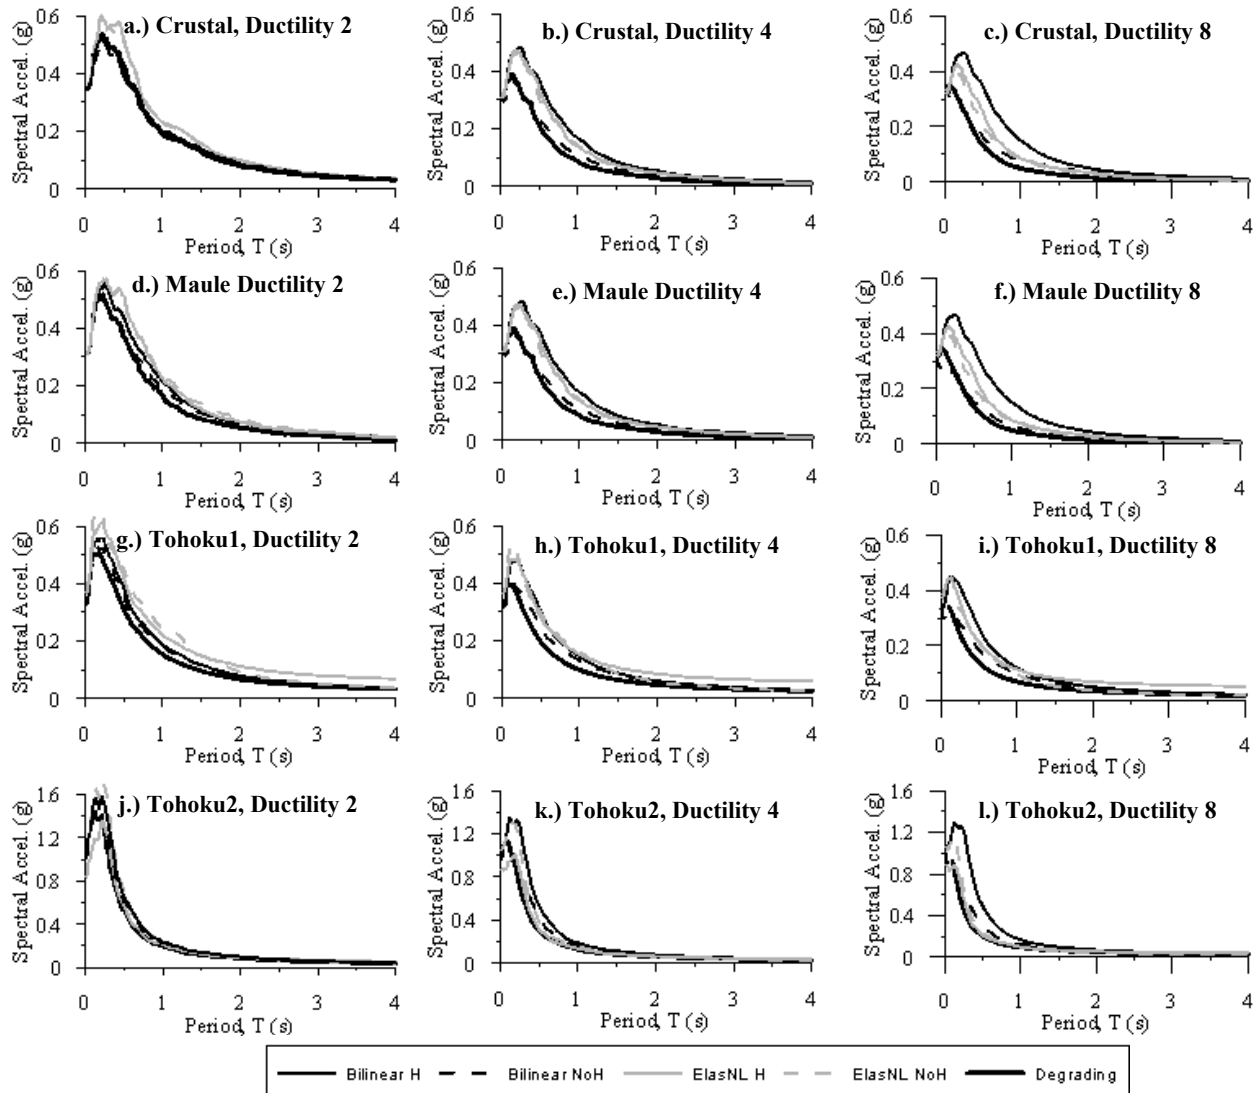 a.) Crustal, Ductility 2
Spectral Accel. (g)
0.6
0.4
0.2
0
0 1 2 3 4
Period, T (s)
b.) Crustal, Ductility 4
Spectral Accel. (g)
0.6
0.4
0.2
0
0 1 2 3 4
Period, T (s)
c.) Crustal, Ductility 8
Spectral Accel. (g)
0.6
0.4
0.2
0
0 1 2 3 4
Period, T (s)
d.) Maule Ductility 2
Spectral Accel. (g)
0.6
0.4
0.2
0
0 1 2 3 4
Period, T (s)
e.) Maule Ductility 4
Spectral Accel. (g)
0.6
0.4
0.2
0
0 1 2 3 4
Period, T (s)
f.) Maule Ductility 8
Spectral Accel. (g)
0.6
0.4
0.2
0
0 1 2 3 4
Period, T (s)
g.) Tohoku1, Ductility 2
Spectral Accel. (g)
0.6
0.4
0.2
0
0 1 2 3 4
Period, T (s)
h.) Tohoku1, Ductility 4
Spectral Accel. (g)
0.6
0.4
0.2
0
0 1 2 3 4
Period, T (s)
i.) Tohoku1, Ductility 8
Spectral Accel. (g)
0.6
0.4
0.2
0
0 1 2 3 4
Period, T (s)
j.) Tohoku2, Ductility 2
Spectral Accel. (g)
1.6
1.2
0.8
0.4
0
0 1 2 3 4
Period, T (s)
k.) Tohoku2, Ductility 4
Spectral Accel. (g)
1.6
1.2
0.8
0.4
0
0 1 2 3 4
Period, T (s)
l.) Tohoku2, Ductility 8
Spectral Accel. (g)
1.6
1.2
0.8
0.4
0
0 1 2 3 4
Period, T (s)
Bilinear H Bilinear NoH ElasNL H ElasNL NoH Degrading